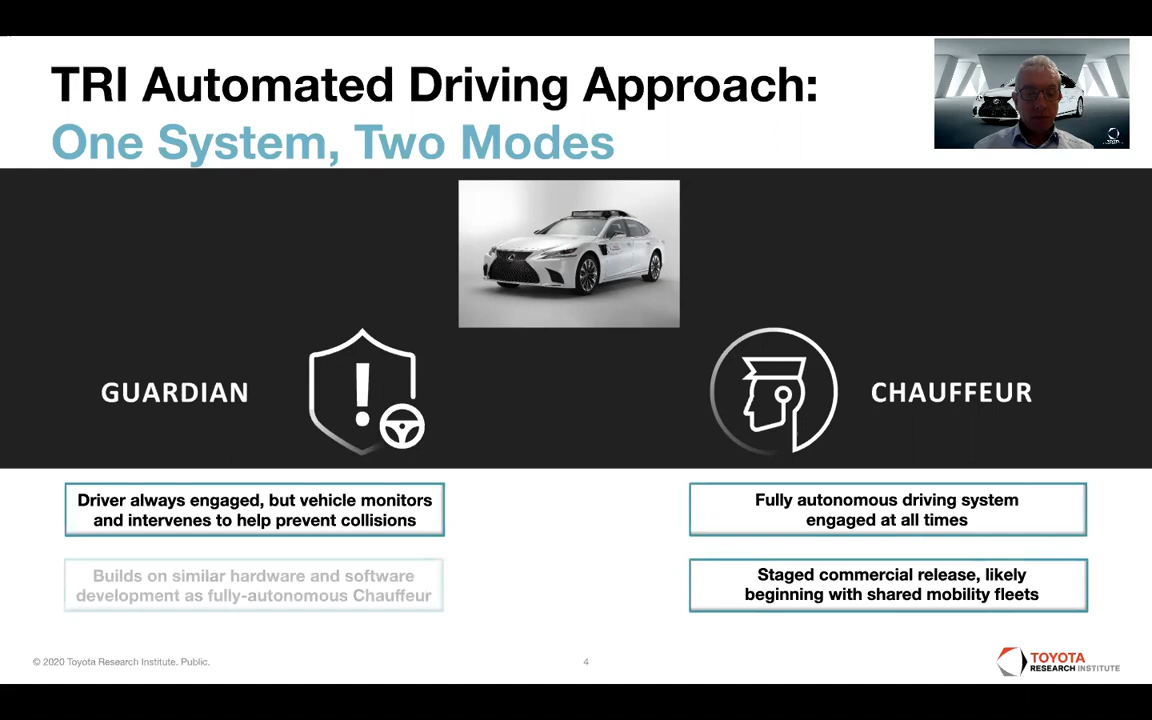 TRI Automated Driving Approach:
One System, Two Modes
GUARDIAN
CHAUFFEUR
Driver always engaged, but vehicle monitors
and intervenes to help prevent collisions
Builds on similar hardware and software
development as fully-autonomous Chauffeur
Fully autonomous driving system
engaged at all times
Staged commercial release, likely
beginning with shared mobility fleets
© 2020 Toyota Research Institute. Public.
4
TOYOTA
RESEARCH INSTITUTE